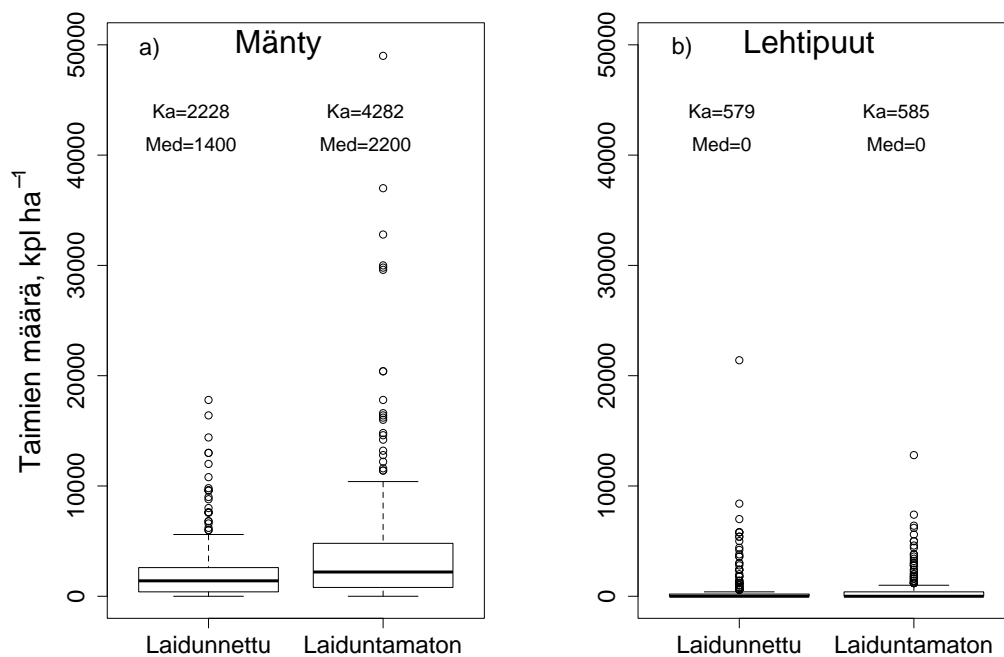 a) Mänty
Ka=2228 Ka=4282
Med=1400 Med=2200
Taimien määrä, kpl ha⁻¹
50000
40000
30000
20000
10000
0
Laidunnettu Laiduntamaton
b) Lehtipuut
Ka=579 Ka=585
Med=0 Med=0
50000
40000
30000
20000
10000
0
Laidunnettu Laiduntamaton